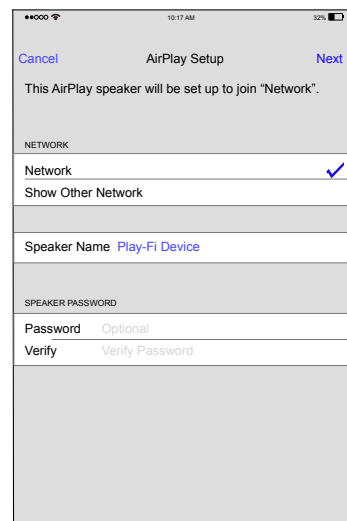 10:17 AM 32%
Cancel AirPlay Setup Next
This AirPlay speaker will be set up to join “Network”.
NETWORK
Network
Show Other Network
Speaker Name Play-Fi Device
SPEAKER PASSWORD
Password Optional
Verify Verify Password